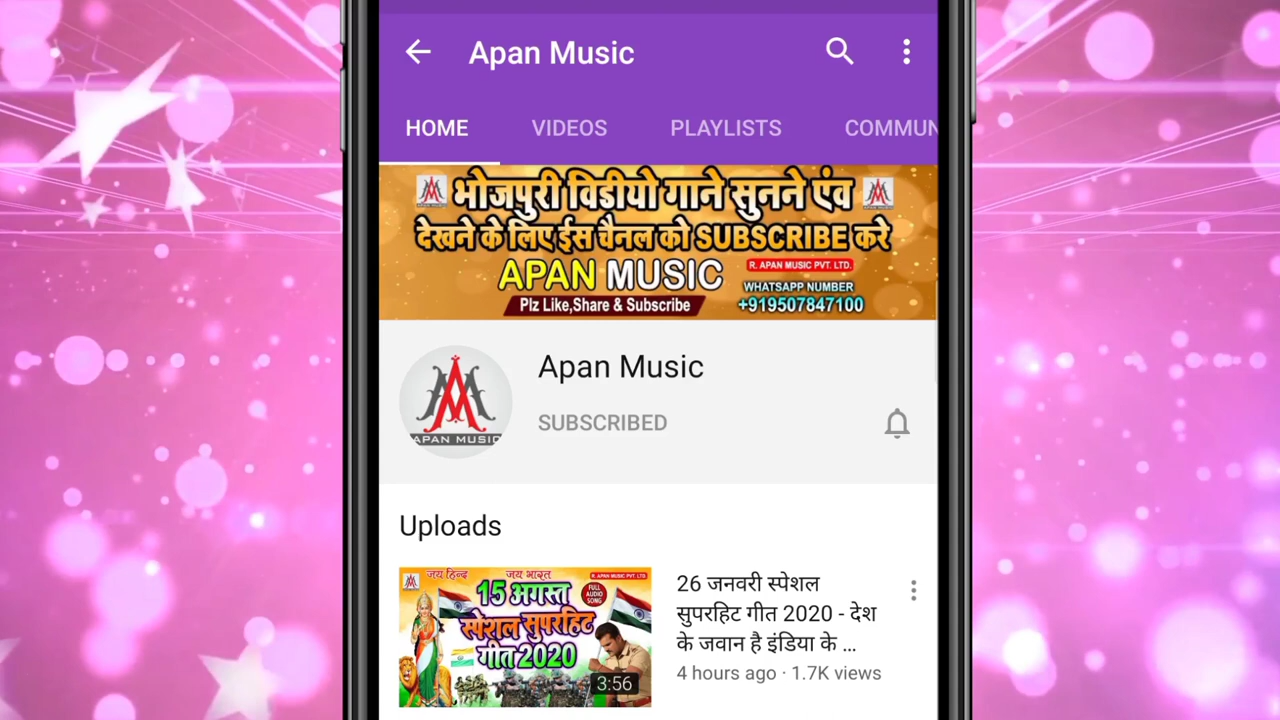 Apan Music
HOME VIDEOS PLAYLISTS COMMUN
भोजपुरी विडीयो गाने सुनने एंव
देखने के लिए ईस चैनल को SUBSCRIBE करे
APAN MUSIC
R. APAN MUSIC PVT. LTD.
WHATSAPP NUMBER
Plz Like,Share & Subscribe
+919507847100
Apan Music
SUBSCRIBED
APAN MUSIC
Uploads
जय हिन्द जय भारत
R. APAN MUSIC PVT. LTD
15 अगस्त
FULL
AUDIO
SONG
स्पेशल सुपरहिट
गीत 2020
3:56
26 जनवरी स्पेशल
सुपरहिट गीत 2020 - देश
के जवान है इंडिया के ...
4 hours ago · 1.7K views